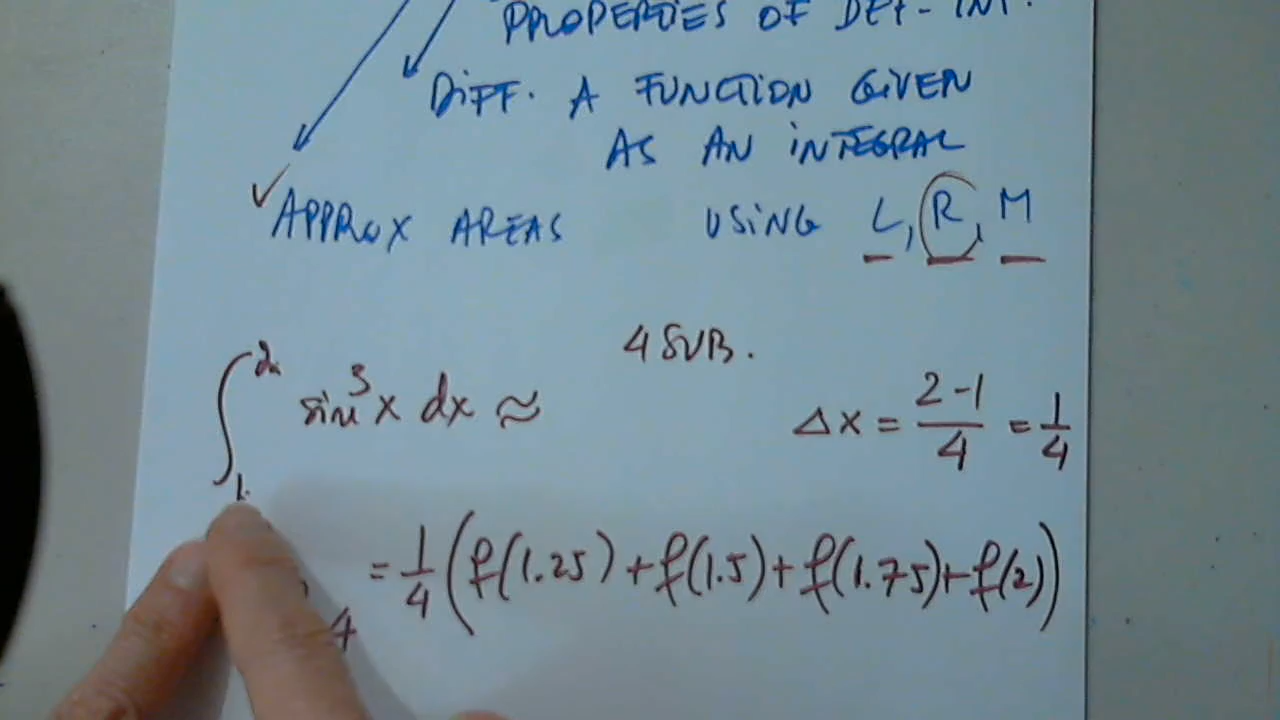 PROPERTIES OF DEF-INT.
DIFF. A FUNCTION GIVEN
AS AN INTEGRAL
✓ APPROX AREAS USING L, R, M
4 SUB.
∫₁² sin³x dx ≈
Δx = (2-1)/4 = 1/4
4 = 1/4 (f(1.25)+f(1.5)+f(1.75)+f(2))